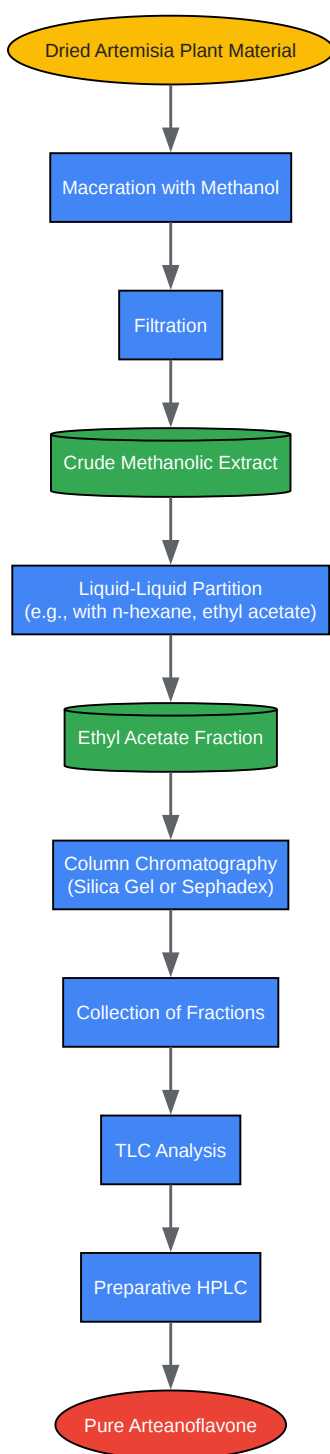 Dried Artemisia Plant Material
Maceration with Methanol
Filtration
Crude Methanolic Extract
Liquid-Liquid Partition
(e.g., with n-hexane, ethyl acetate)
Ethyl Acetate Fraction
Column Chromatography
(Silica Gel or Sephadex)
Collection of Fractions
TLC Analysis
Preparative HPLC
Pure Arteanoflavone